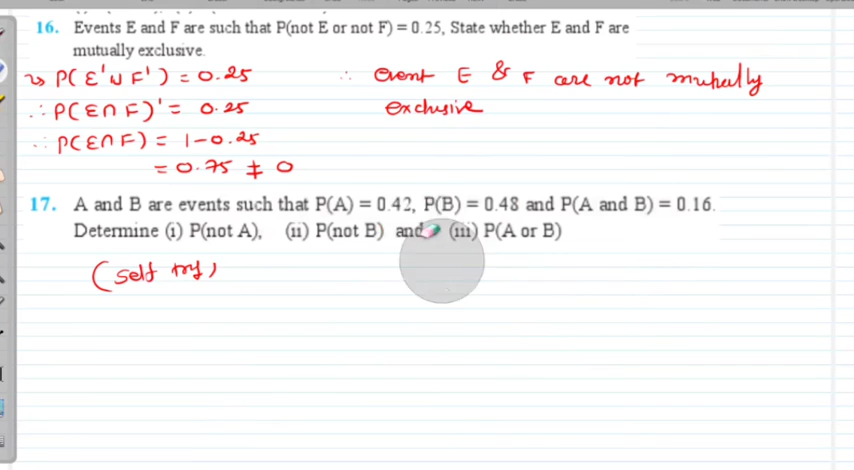 16. Events E and F are such that P(not E or not F) = 0.25, State whether E and F are
mutually exclusive.
P(E' ∪ F') = 0.25
∴ P(E ∩ F)' = 0.25
∴ P(E ∩ F) = 1 - 0.25
= 0.75 ≠ 0
∴ event E & F are not mutually
exclusive
17. A and B are events such that P(A) = 0.42, P(B) = 0.48 and P(A and B) = 0.16.
Determine (i) P(not A), (ii) P(not B) and (iii) P(A or B)
(self try)